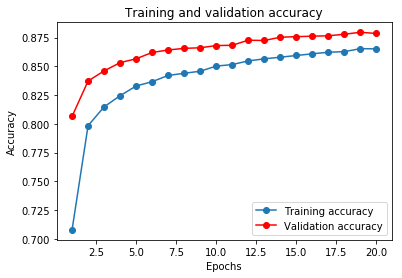 Training and validation accuracy
Accuracy
0.875
0.850
0.825
0.800
0.775
0.750
0.725
0.700
Training accuracy
Validation accuracy
2.5 5.0 7.5 10.0 12.5 15.0 17.5 20.0
Epochs